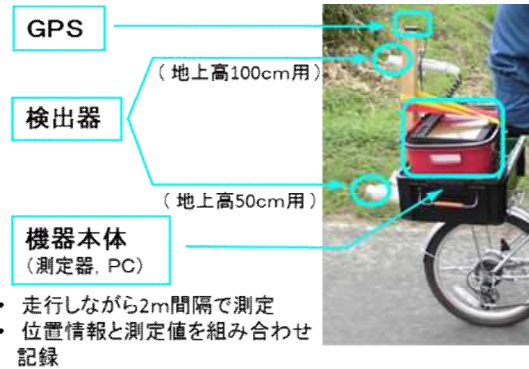 GPS
（地上高100cm用）
検出器
（地上高50cm用）
機器本体
（測定器, PC）
・ 走行しながら2m間隔で測定
・ 位置情報と測定値を組み合わせ
記録